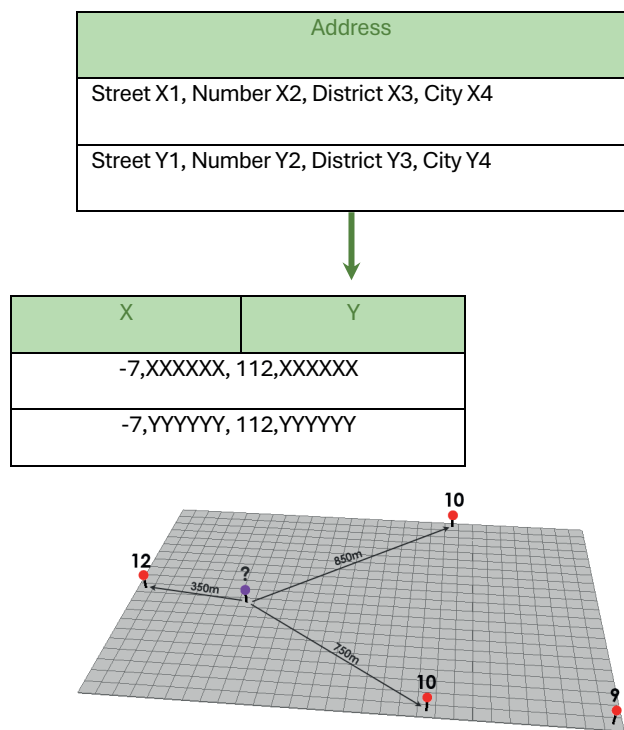 Address
Street X1, Number X2, District X3, City X4
Street Y1, Number Y2, District Y3, City Y4
X Y
-7,XXXXXX, 112,XXXXXX
-7,YYYYYY, 112,YYYYYY
10
12
?
850m
350m
750m
10
9